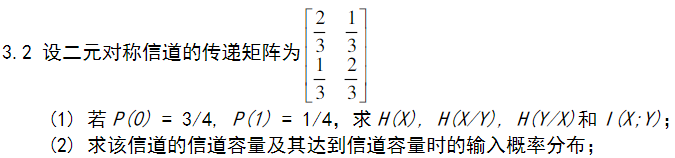 3.2 设二元对称信道的传递矩阵为 [2/3 1/3; 1/3 2/3]
(1) 若 P(0) = 3/4, P(1) = 1/4，求 H(X), H(X/Y), H(Y/X)和 I(X;Y);
(2) 求该信道的信道容量及其达到信道容量时的输入概率分布;